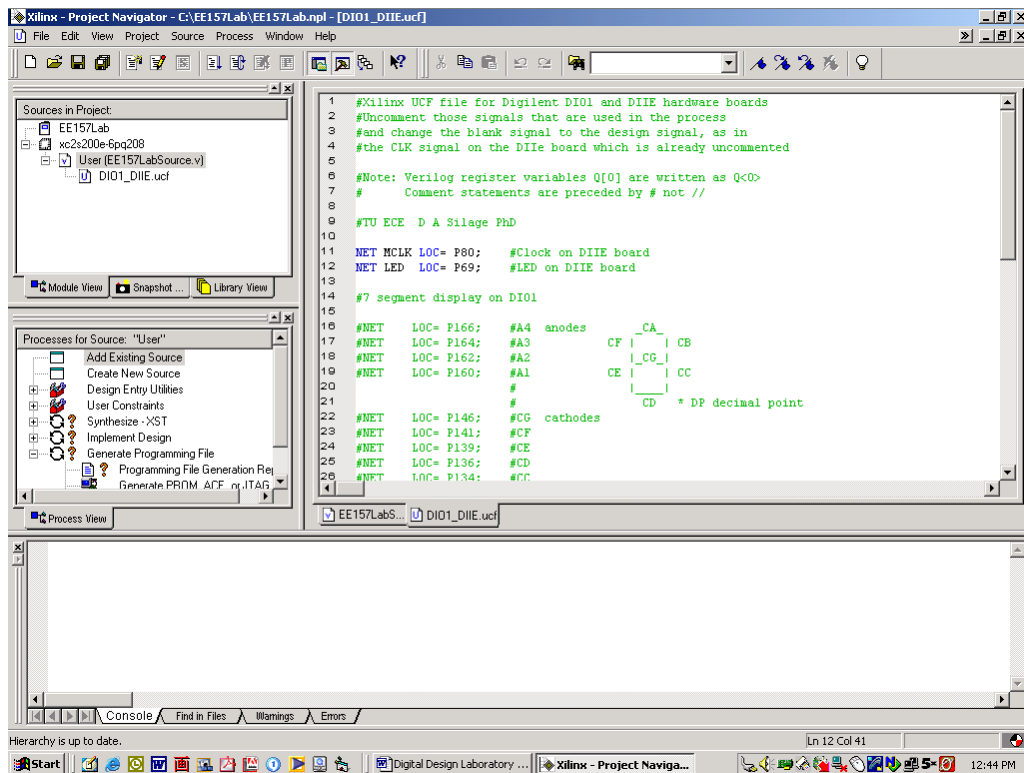 Xilinx - Project Navigator - C:\EE157Lab\EE157Lab.npl - [DIO1_DIIE.ucf]
File Edit View Project Source Process Window Help
Sources in Project:
EE157Lab
xc2s200e-6pq208
User (EE157LabSource.v)
DIO1_DIIE.ucf
Module View Snapshot ... Library View
Processes for Source: "User"
Add Existing Source
Create New Source
Design Entry Utilities
User Constraints
Synthesize - XST
Implement Design
Generate Programming File
Programming File Generation Rep
Generate PROM, ACE, or JTAG
Process View
1 #Xilinx UCF file for Digilent DIO1 and DIIE hardware boards
2 #Uncomment those signals that are used in the process
3 #and change the blank signal to the design signal, as in
4 #the CLK signal on the DIIe board which is already uncommented
5
6 #Note: Verilog register variables Q[0] are written as Q<0>
7 #      Comment statements are preceded by # not //
8
9 #TU ECE  D A Silage PhD
10
11 NET MCLK LOC= P80;    #Clock on DIIE board
12 NET LED  LOC= P69;    #LED on DIIE board
13
14 #7 segment display on DIO1
15
16 #NET    LOC= P166;    #A4  anodes       _CA_
17 #NET    LOC= P164;    #A3           CF |    | CB
18 #NET    LOC= P162;    #A2              |_CG_|
19 #NET    LOC= P160;    #A1           CE |    | CC
20                       #                |____|
21                       #                 CD   * DP decimal point
22 #NET    LOC= P146;    #CG  cathodes
23 #NET    LOC= P141;    #CF
24 #NET    LOC= P139;    #CE
25 #NET    LOC= P136;    #CD
26 #NET    LOC= P134;    #CC
EE157LabS... DIO1_DIIE.ucf
Console Find in Files Warnings Errors
Hierarchy is up to date.
Ln 12 Col 41
Start Digital Design Laboratory ... Xilinx - Project Naviga... 12:44 PM